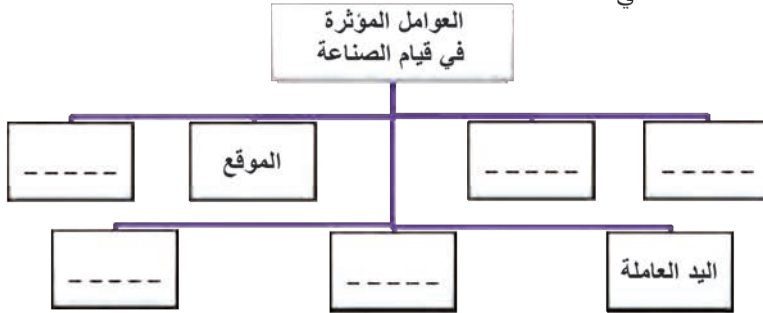 ي
العوامل المؤثرة
في قيام الصناعة
_ _ _ _ _
_ _ _ _ _
الموقع
_ _ _ _ _
اليد العاملة
_ _ _ _ _
_ _ _ _ _